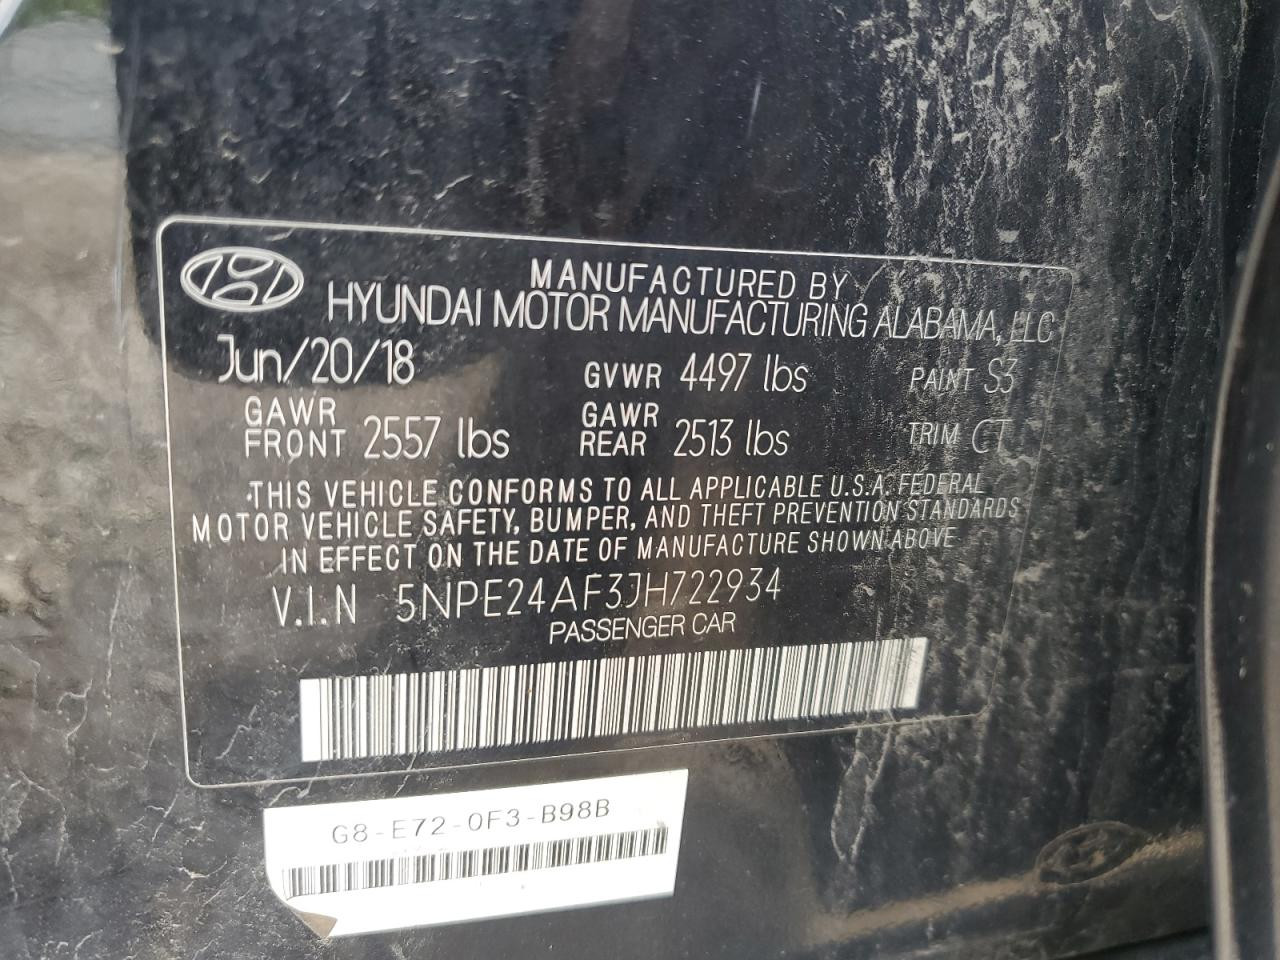 MANUFACTURED BY
HYUNDAI MOTOR MANUFACTURING ALABAMA, LLC
Jun/20/18 GVWR 4497 lbs PAINT S3
GAWR FRONT 2557 lbs GAWR REAR 2513 lbs TRIM CT
THIS VEHICLE CONFORMS TO ALL APPLICABLE U.S.A. FEDERAL
MOTOR VEHICLE SAFETY, BUMPER, AND THEFT PREVENTION STANDARDS
IN EFFECT ON THE DATE OF MANUFACTURE SHOWN ABOVE
V.I.N 5NPE24AF3JH722934
PASSENGER CAR
G8-E72-0F3-B98B